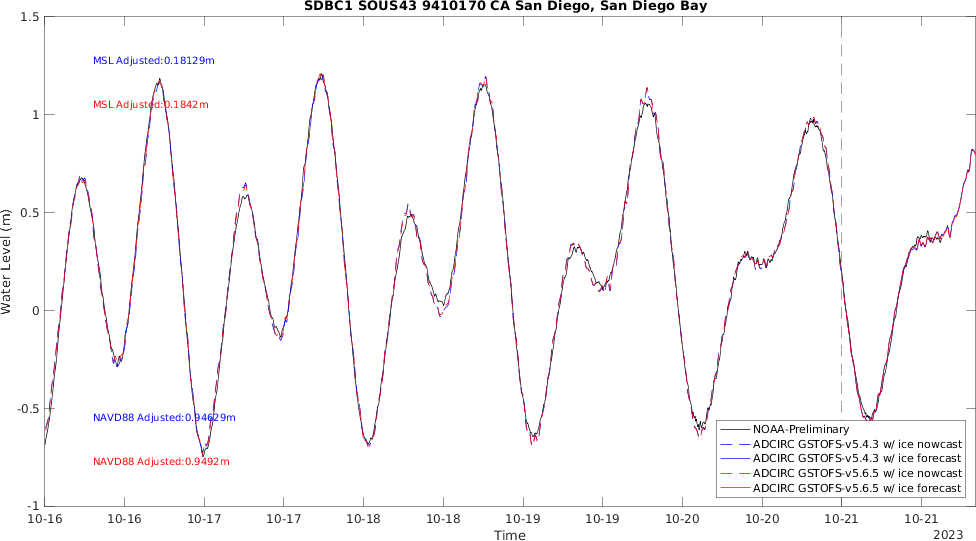 SDBC1 SOUS43 9410170 CA San Diego, San Diego Bay
1.5
1
0.5
0
-0.5
-1
Water Level (m)
MSL Adjusted:0.18129m
MSL Adjusted:0.1842m
NAVD88 Adjusted:0.94629m
NAVD88 Adjusted:0.9492m
NOAA-Preliminary
ADCIRC GSTOFS-v5.4.3 w/ ice nowcast
ADCIRC GSTOFS-v5.4.3 w/ ice forecast
ADCIRC GSTOFS-v5.6.5 w/ ice nowcast
ADCIRC GSTOFS-v5.6.5 w/ ice forecast
10-16 10-16 10-17 10-17 10-18 10-18 10-19 10-19 10-20 10-20 10-21 10-21
Time
2023